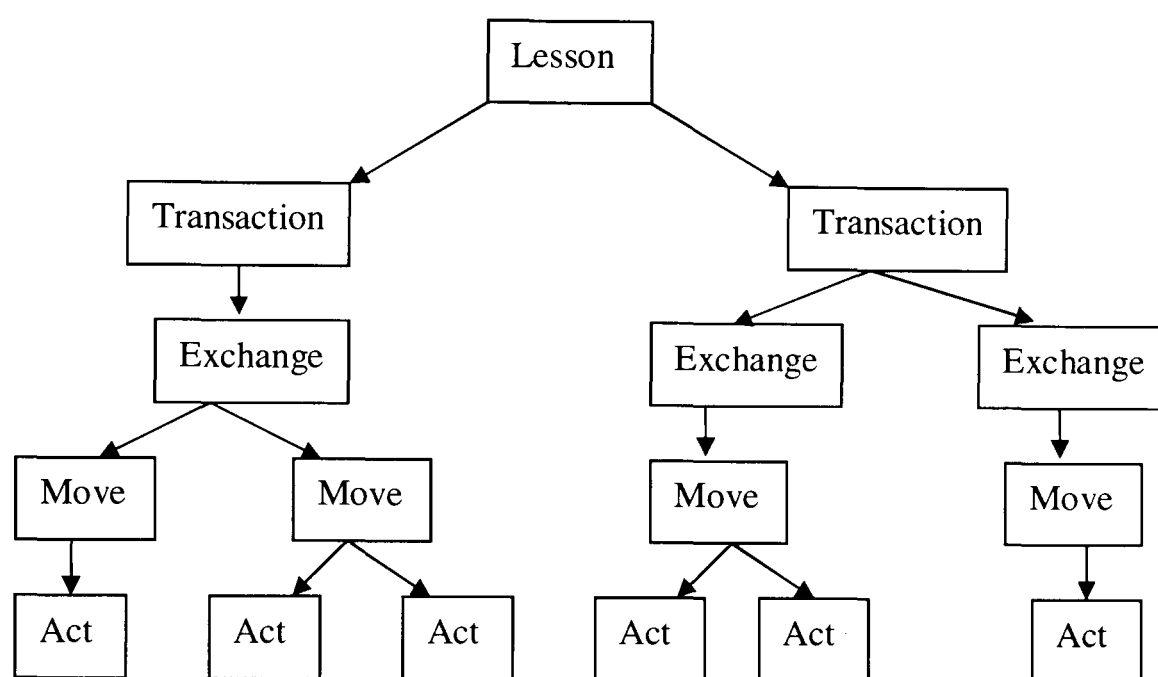 Lesson
Transaction
Transaction
Exchange
Exchange
Exchange
Move
Move
Move
Move
Act
Act
Act
Act
Act
Act